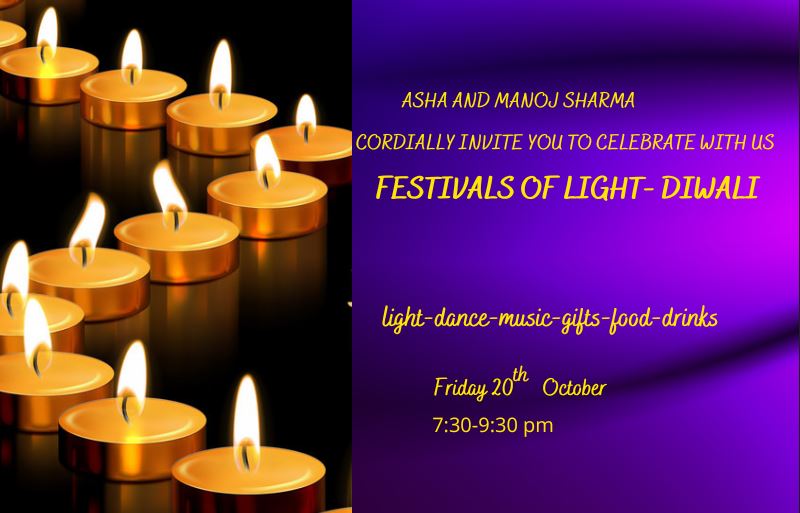 ASHA AND MANOJ SHARMA
CORDIALLY INVITE YOU TO CELEBRATE WITH US
FESTIVALS OF LIGHT- DIWALI
light-dance-music-gifts-food-drinks
Friday 20th October
7:30-9:30 pm